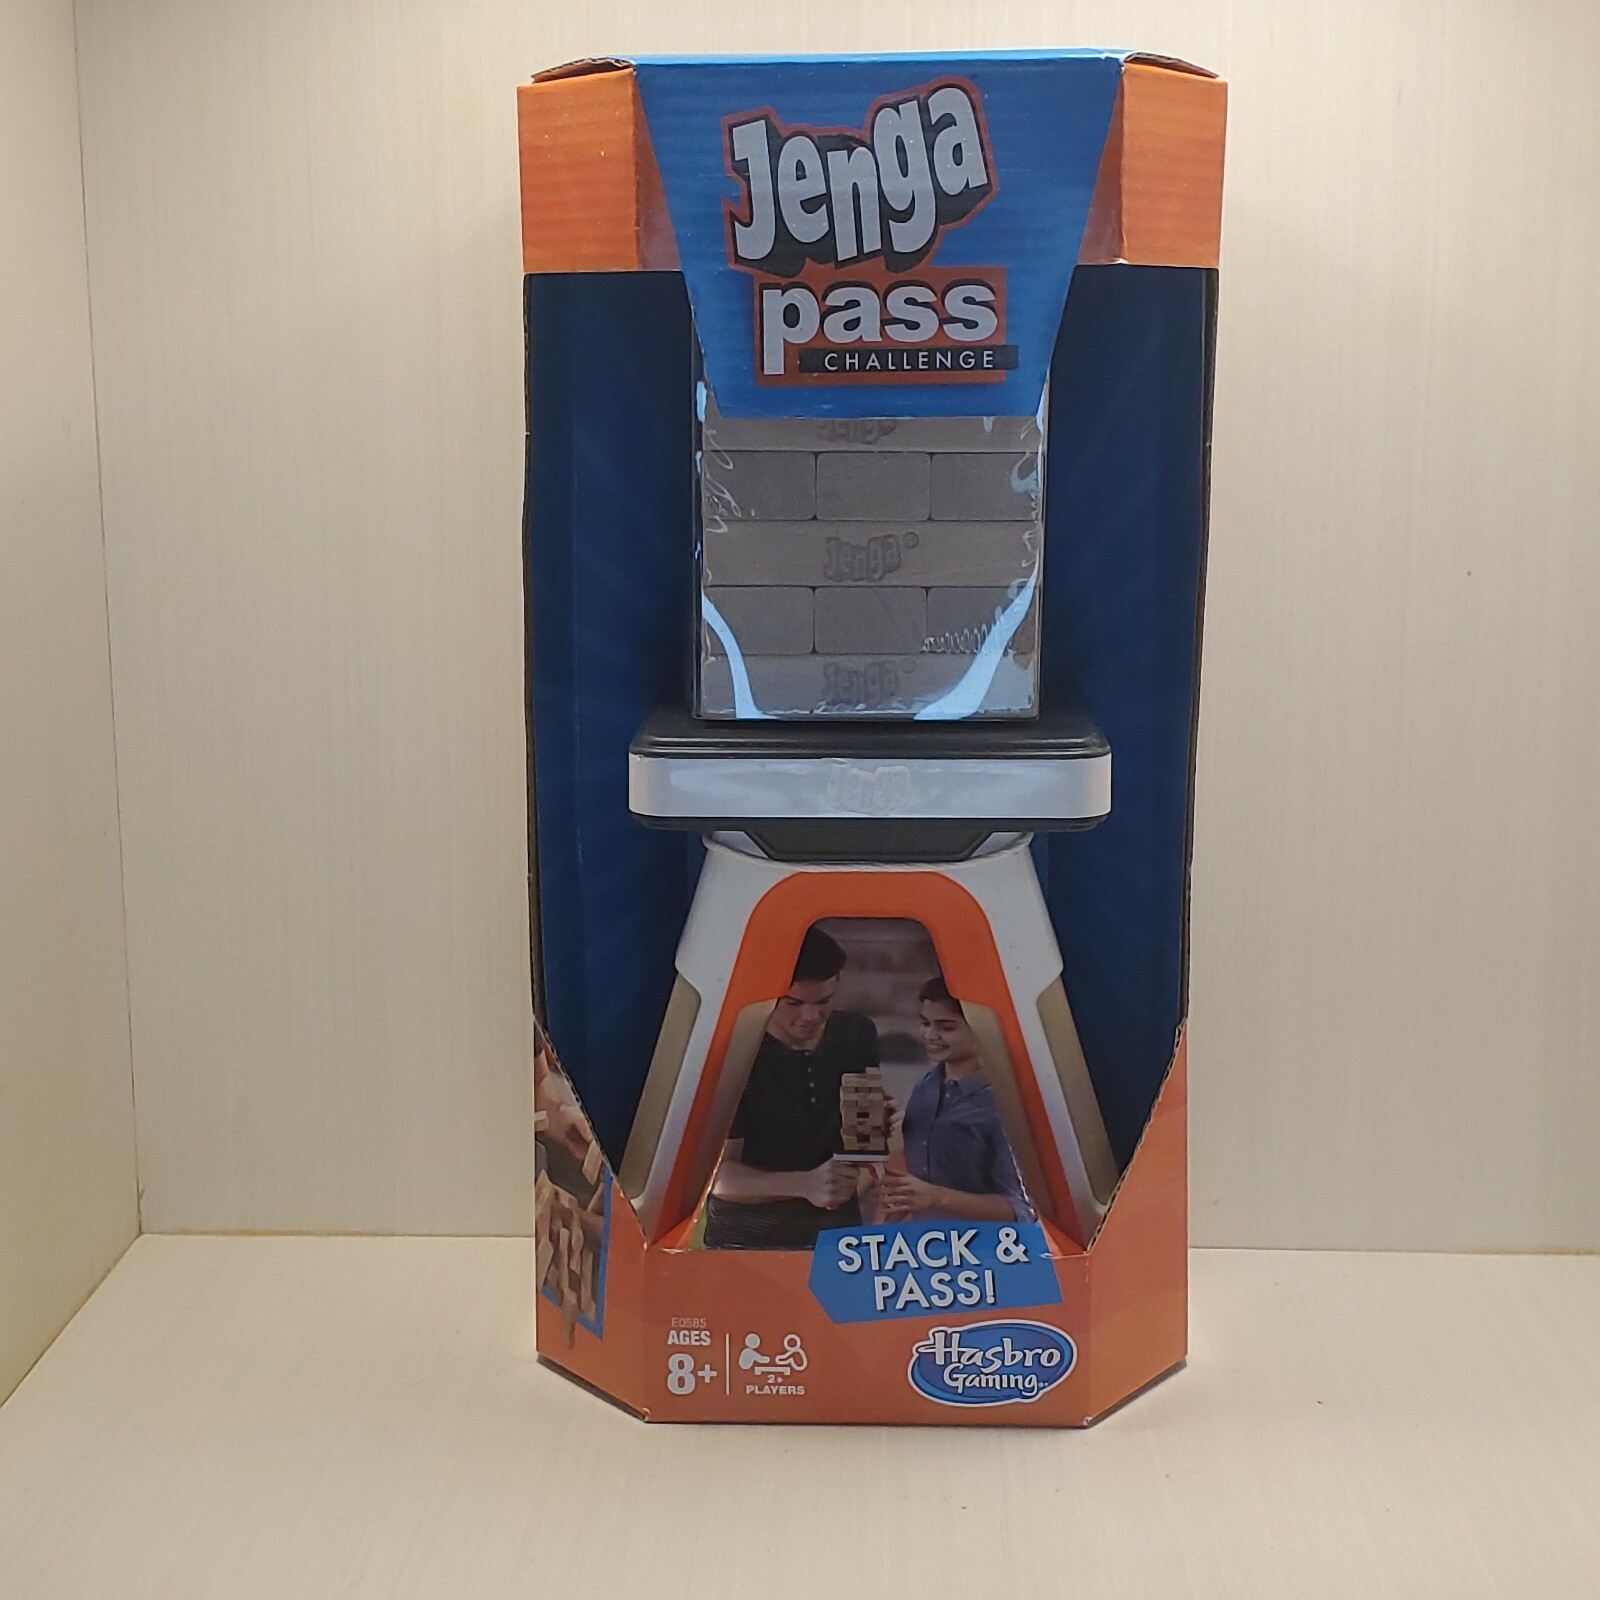 Jenga
pass
CHALLENGE
Jenga
Jenga®
Jenga®
Jenga
STACK &
PASS!
E0585
AGES
8+
2+
PLAYERS
Hasbro
Gaming